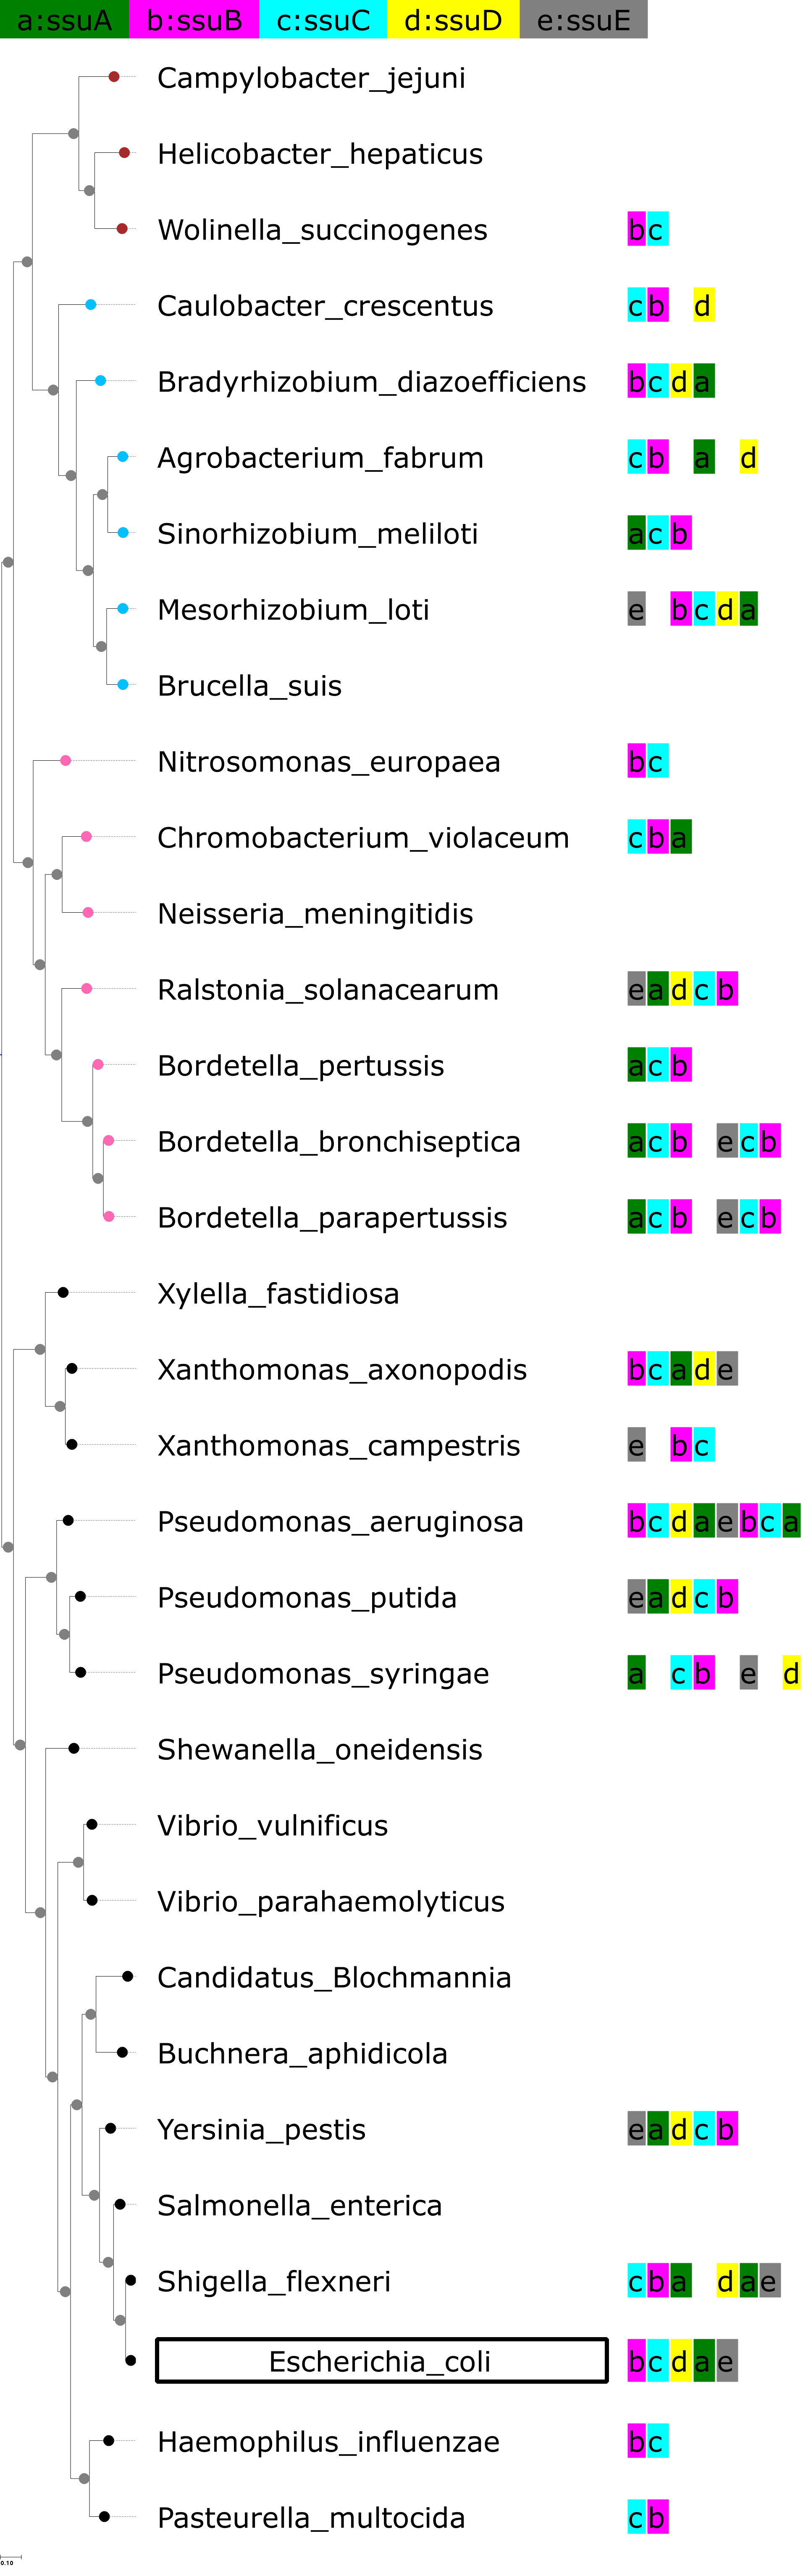 a:ssuA b:ssuB c:ssuC d:ssuD e:ssuE
Campylobacter_jejuni
Helicobacter_hepaticus
Wolinella_succinogenes bc
Caulobacter_crescentus cb d
Bradyrhizobium_diazoefficiens bcda
Agrobacterium_fabrum cb a d
Sinorhizobium_meliloti acb
Mesorhizobium_loti e bcda
Brucella_suis
Nitrosomonas_europaea bc
Chromobacterium_violaceum cba
Neisseria_meningitidis
Ralstonia_solanacearum eadcb
Bordetella_pertussis acb
Bordetella_bronchiseptica acb ecb
Bordetella_parapertussis acb ecb
Xylella_fastidiosa
Xanthomonas_axonopodis bcade
Xanthomonas_campestris e bc
Pseudomonas_aeruginosa bcdaebca
Pseudomonas_putida eadcb
Pseudomonas_syringae a cb e d
Shewanella_oneidensis
Vibrio_vulnificus
Vibrio_parahaemolyticus
Candidatus_Blochmannia
Buchnera_aphidicola
Yersinia_pestis eadcb
Salmonella_enterica
Shigella_flexneri cba dae
Escherichia_coli bcdae
Haemophilus_influenzae bc
Pasteurella_multocida cb
0.10